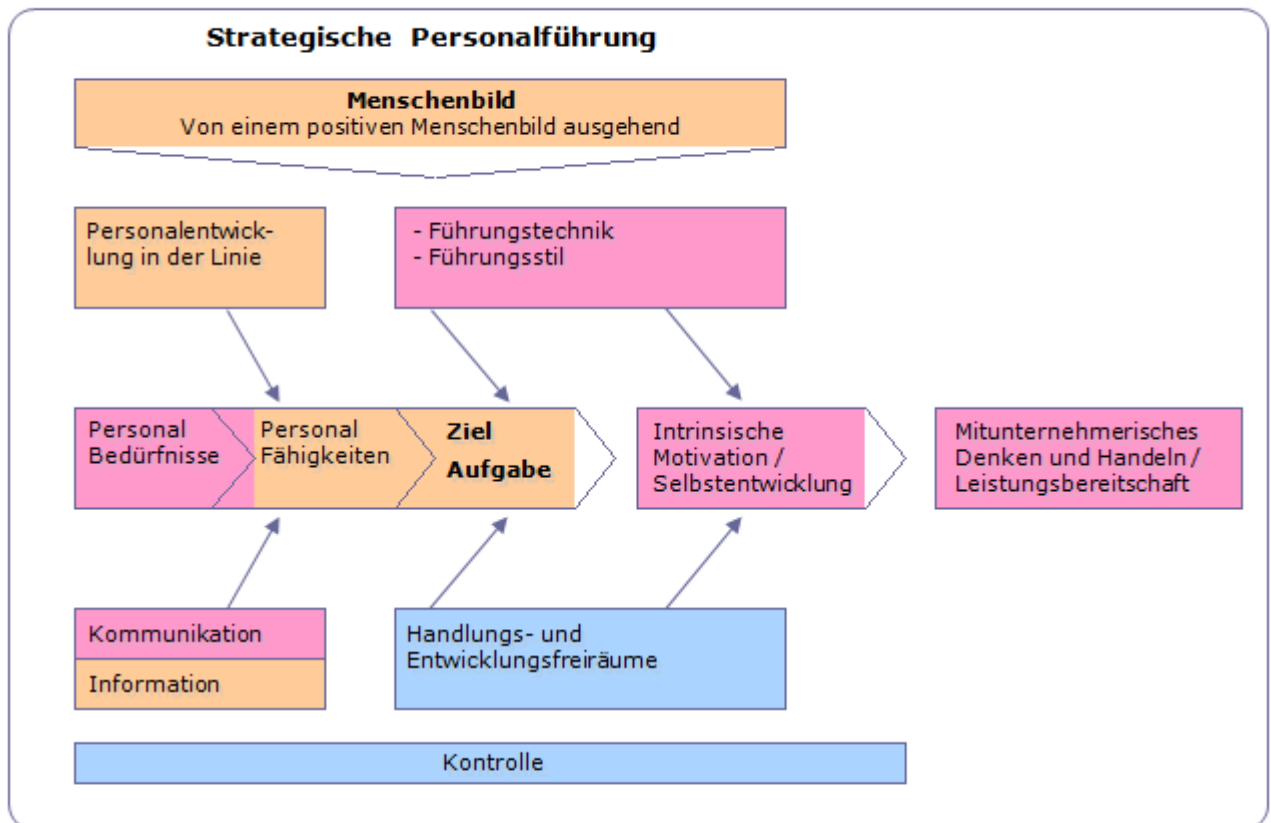 Strategische Personalführung
Menschenbild
Von einem positiven Menschenbild ausgehend
Personalentwick-
lung in der Linie
- Führungstechnik
- Führungsstil
Personal
Bedürfnisse
Personal
Fähigkeiten
Ziel
Aufgabe
Intrinsische
Motivation /
Selbstentwicklung
Mitunternehmerisches
Denken und Handeln /
Leistungsbereitschaft
Kommunikation
Information
Handlungs- und
Entwicklungsfreiräume
Kontrolle